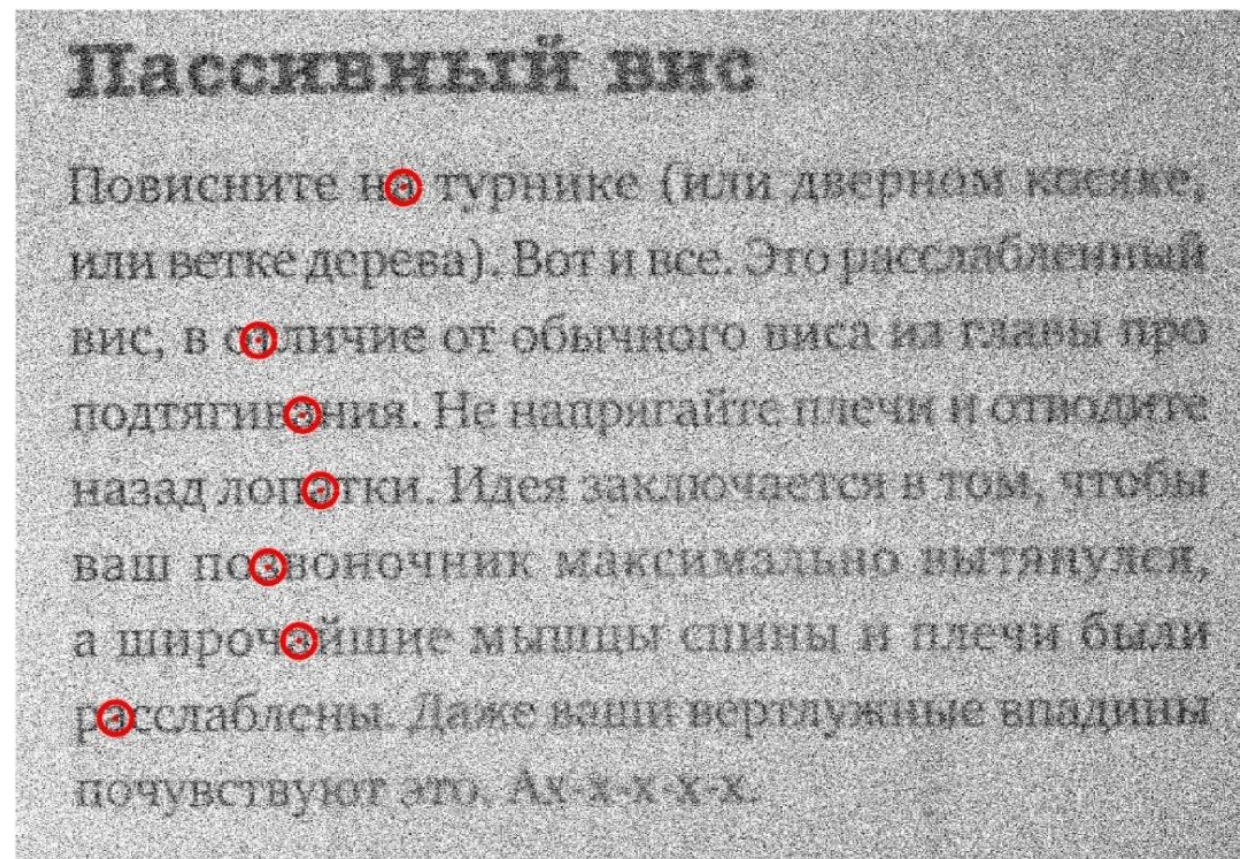 Пассивный вис
Повисните на турнике (или дверном косяке,
или ветке дерева). Вот и все. Это расслабленный
вис, в отличие от обычного виса из главы про
подтягивания. Не напрягайте плечи и отводите
назад лопатки. Идея заключается в том, чтобы
ваш позвоночник максимально вытянулся,
а широчайшие мышцы спины и плечи были
расслаблены. Даже ваши вертлужные впадины
почувствуют это. Ах-х-х-х-х.